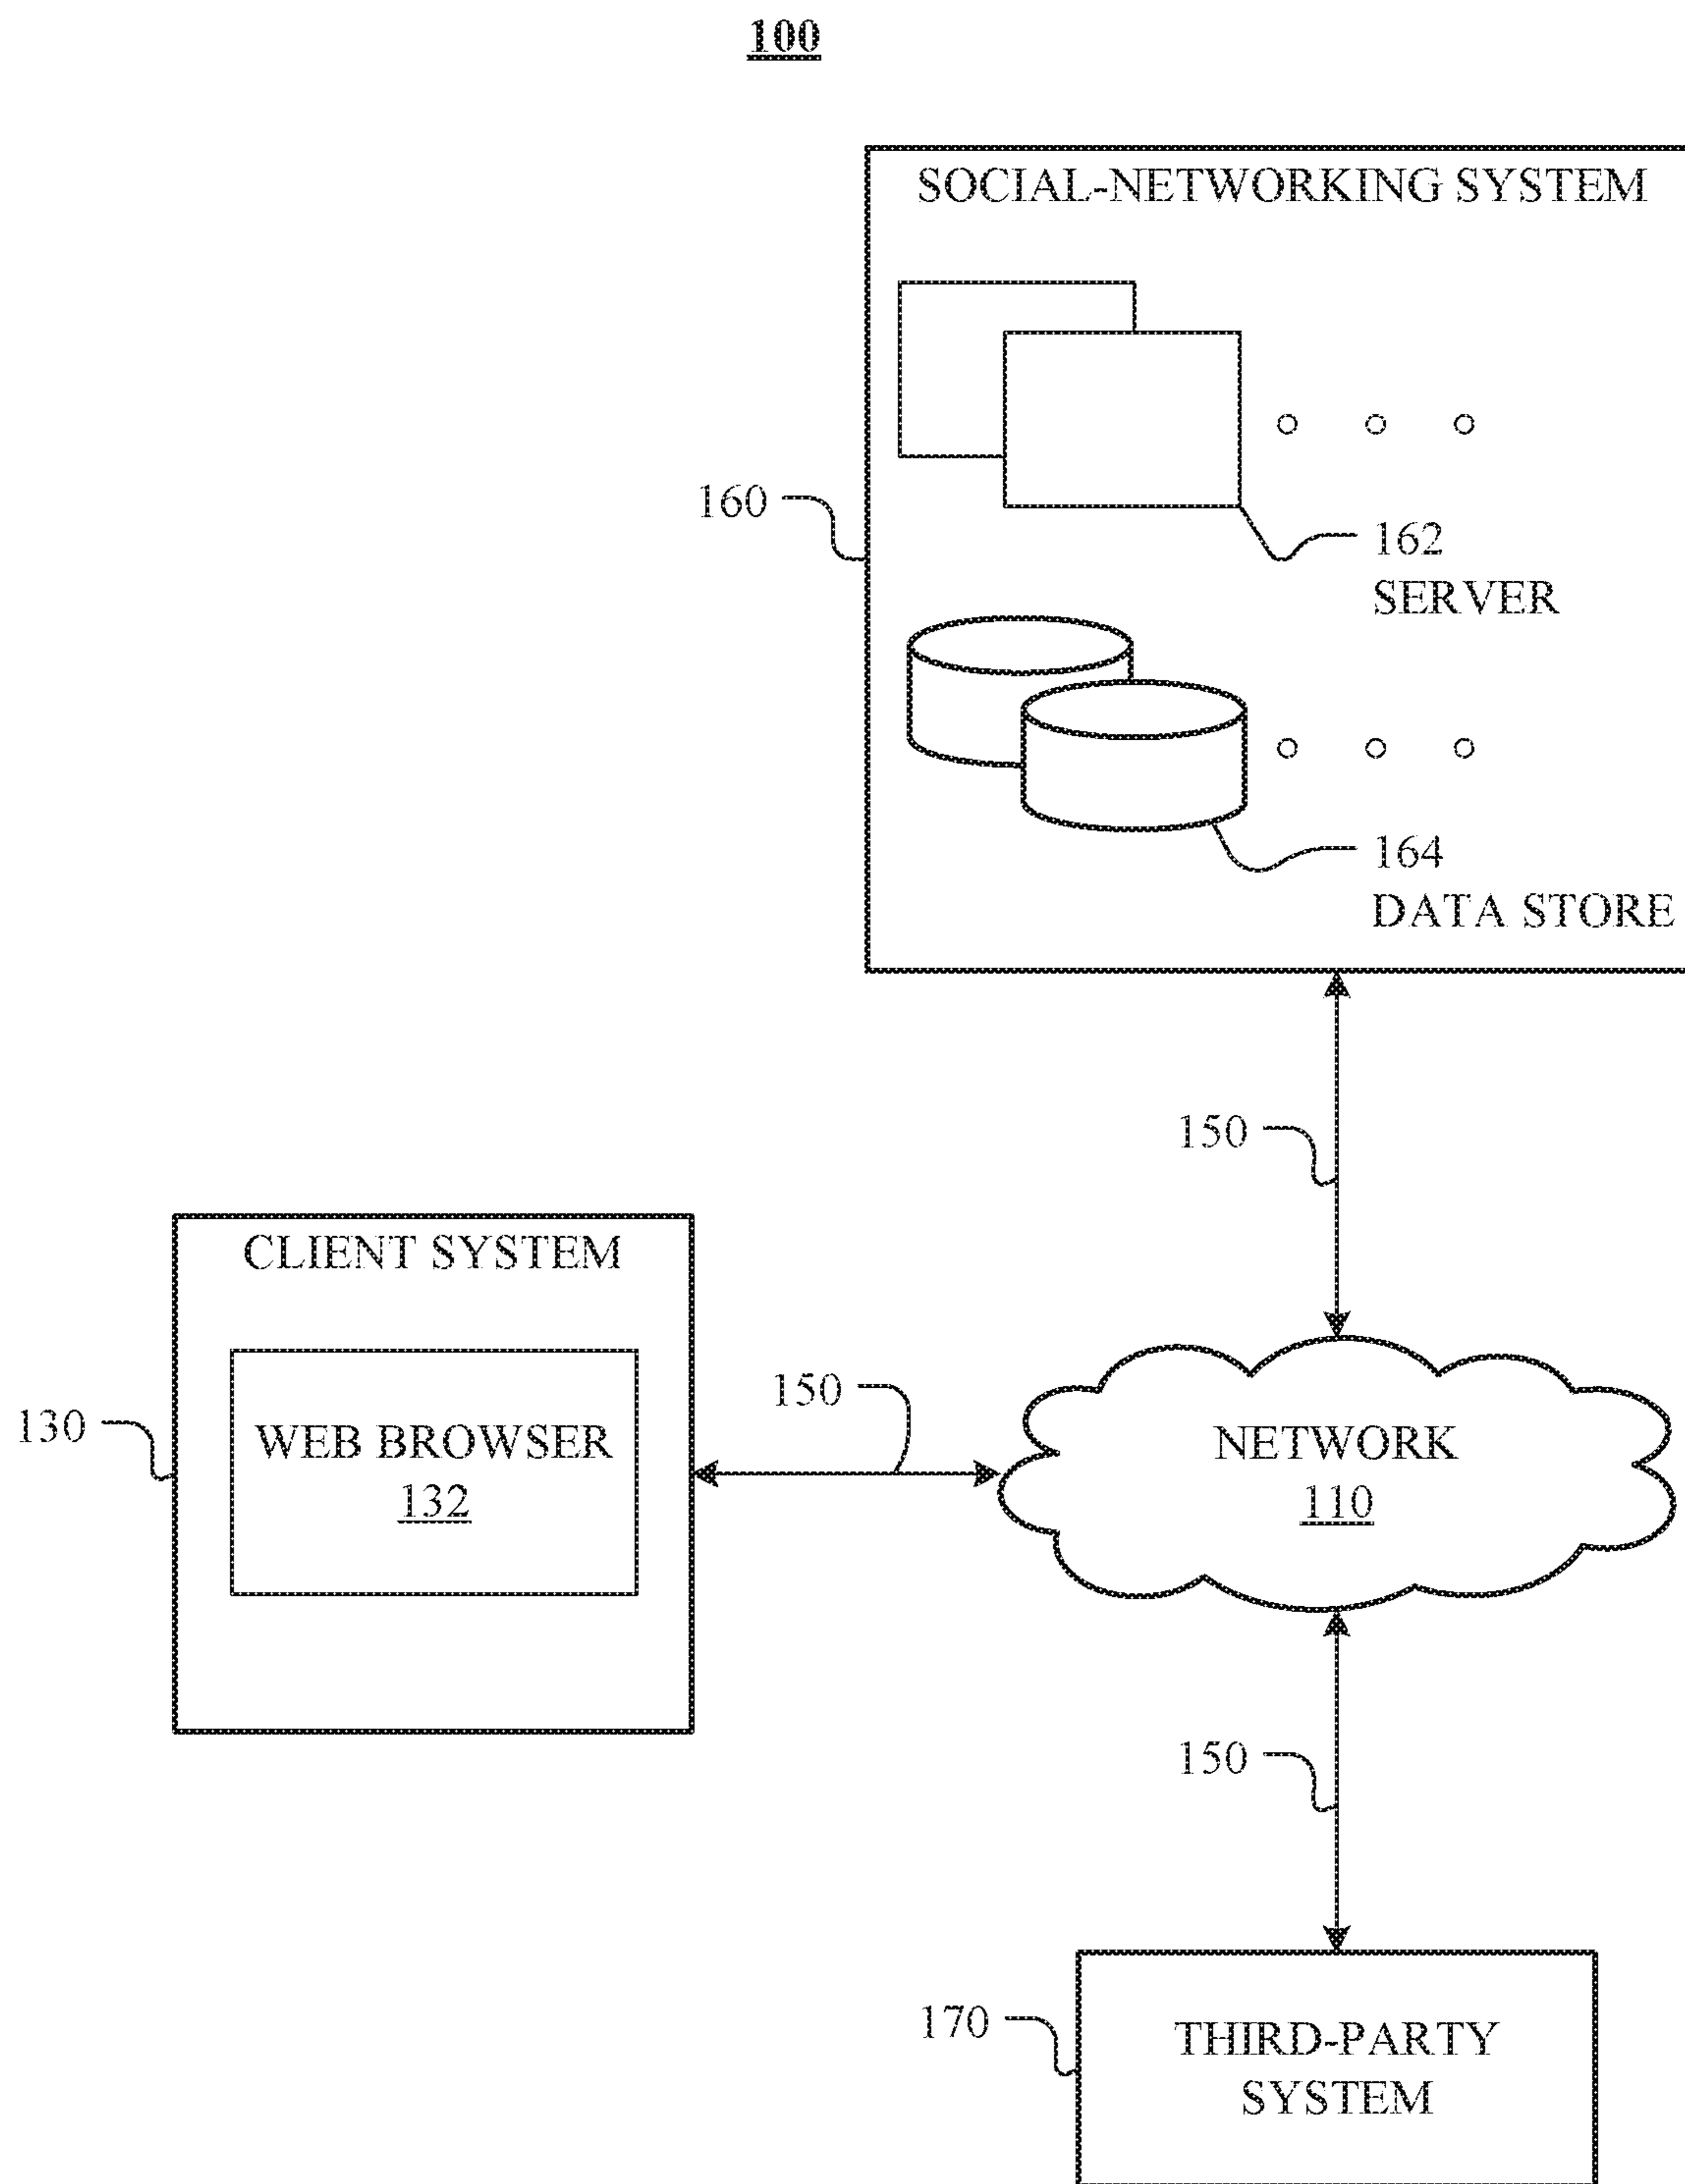 100
SOCIAL-NETWORKING SYSTEM
160
162
SERVER
164
DATA STORE
150
CLIENT SYSTEM
130
WEB BROWSER
132
150
NETWORK
110
150
170
THIRD-PARTY
SYSTEM